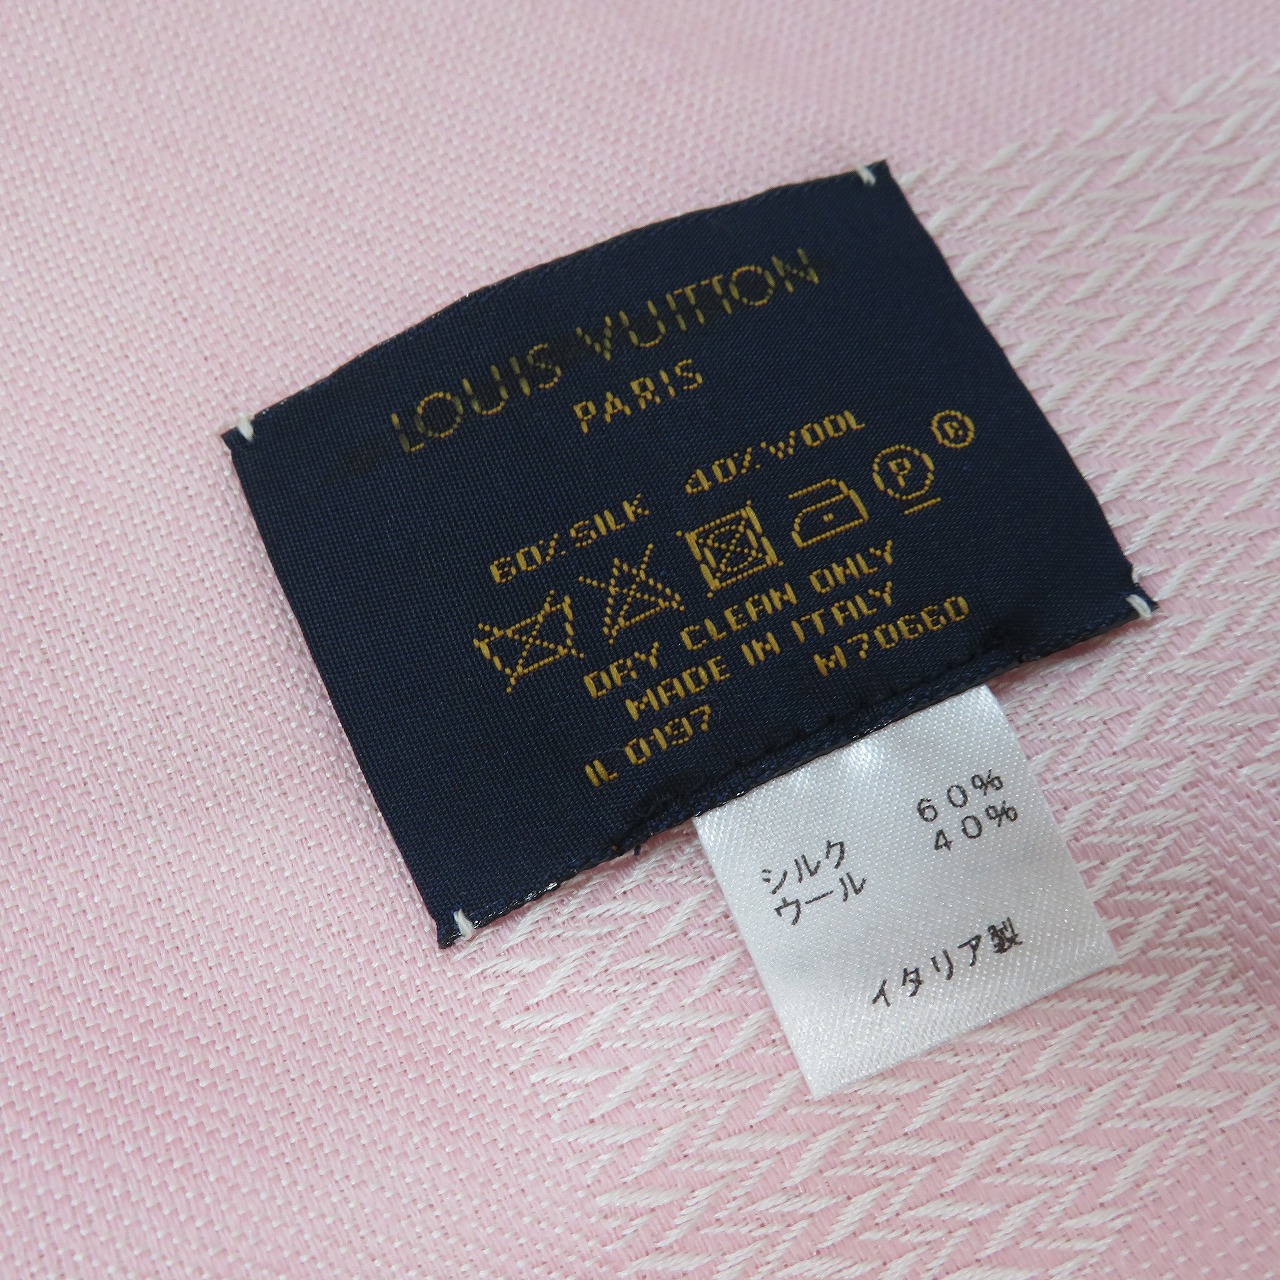 LOUIS VUITTON
PARIS
60% SILK 40% WOOL
P ®
DRY CLEAN ONLY
MADE IN ITALY
IL 0197 M70660
シルク 60%
ウール 40%
イタリア製